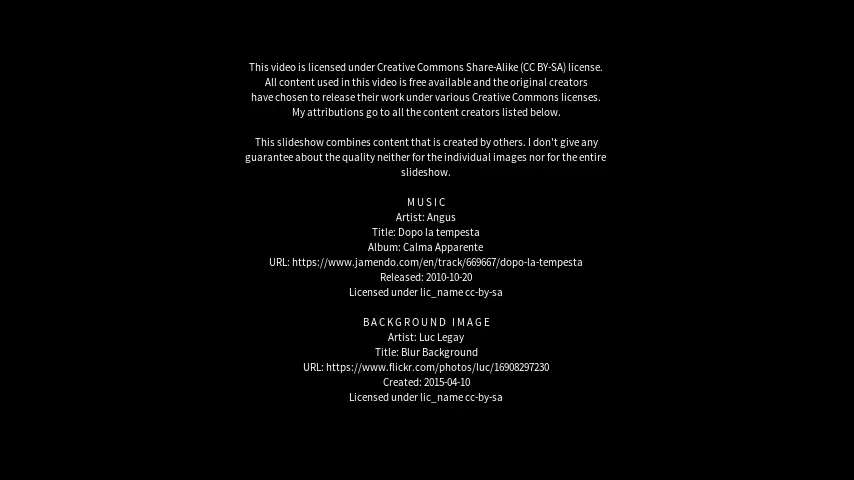 This video is licensed under Creative Commons Share-Alike (CC BY-SA) license.
All content used in this video is free available and the original creators
have chosen to release their work under various Creative Commons licenses.
My attributions go to all the content creators listed below.
This slideshow combines content that is created by others. I don't give any
guarantee about the quality neither for the individual images nor for the entire
slideshow.
MUSIC
Artist: Angus
Title: Dopo la tempesta
Album: Calma Apparente
URL: https://www.jamendo.com/en/track/669667/dopo-la-tempesta
Released: 2010-10-20
Licensed under lic_name cc-by-sa
BACKGROUND IMAGE
Artist: Luc Legay
Title: Blur Background
URL: https://www.flickr.com/photos/luc/16908297230
Created: 2015-04-10
Licensed under lic_name cc-by-sa